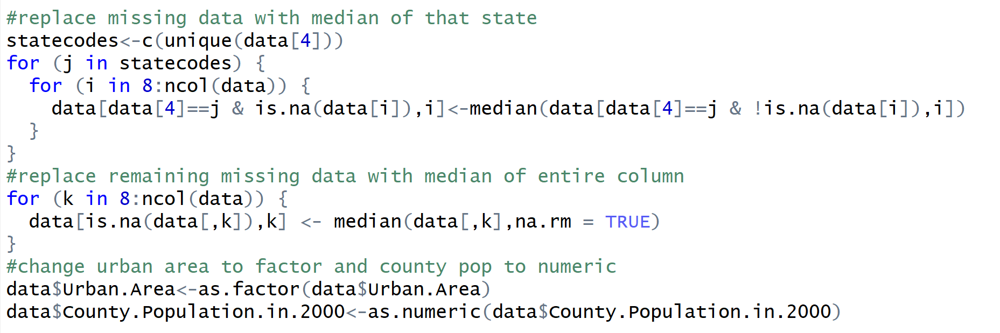 #replace missing data with median of that state
statecodes<-c(unique(data[4]))
for (j in statecodes) {
  for (i in 8:ncol(data)) {
    data[data[4]==j & is.na(data[i]),i]<-median(data[data[4]==j & !is.na(data[i]),i])
  }
}
#replace remaining missing data with median of entire column
for (k in 8:ncol(data)) {
  data[is.na(data[,k]),k] <- median(data[,k],na.rm = TRUE)
}
#change urban area to factor and county pop to numeric
data$Urban.Area<-as.factor(data$Urban.Area)
data$County.Population.in.2000<-as.numeric(data$County.Population.in.2000)